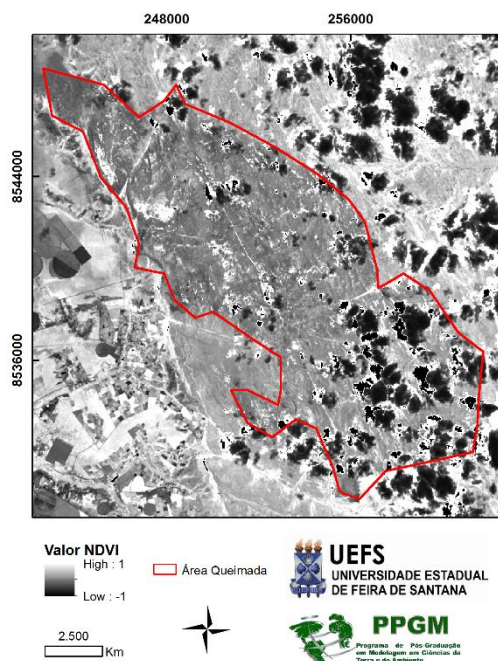 248000 256000
8544000
8536000
Valor NDVI
High : 1
Low : -1
Área Queimada
2.500
Km
UEFS
UNIVERSIDADE ESTADUAL
DE FEIRA DE SANTANA
PPGM
Programa de Pós-Graduação
em Modelagem em Ciências da
Terra e do Ambiente